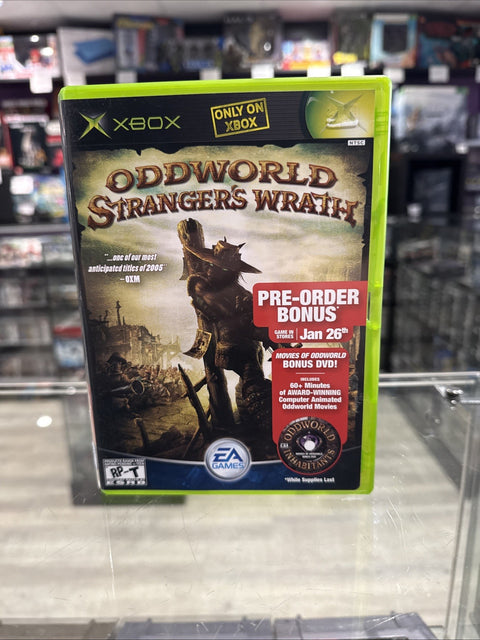 XBOX
ONLY ON
XBOX
NTSC
ODDWORLD
STRANGER'S WRATH
"...one of our most
anticipated titles of 2005"
-OXM
PRE-ORDER
BONUS*
GAME IN
STORES
Jan 26th
MOVIES OF ODDWORLD
BONUS DVD!
INCLUDES
60+ Minutes
of AWARD-WINNING
Computer Animated
Oddworld Movies
ODDWORLD
INHABITANTS
*While Supplies Last
EA
GAMES
RP-T
ESRB